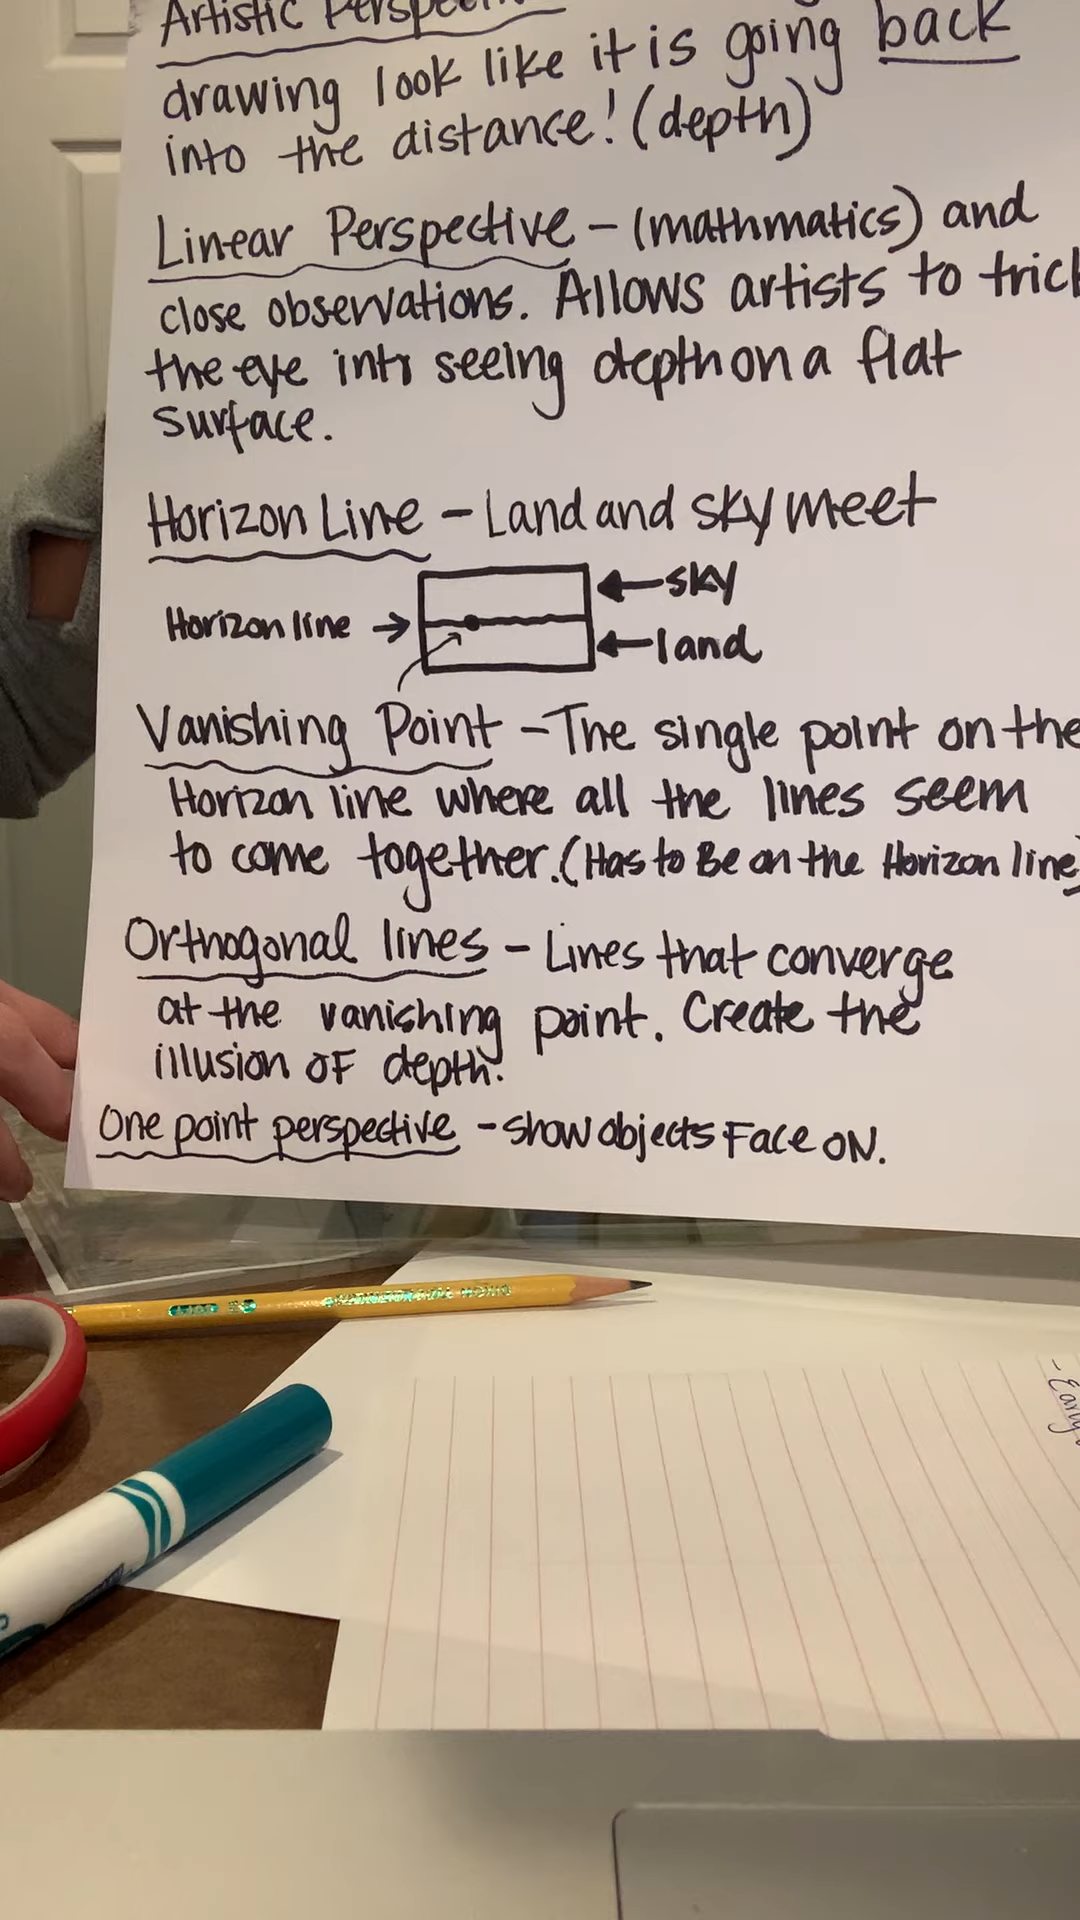 Artistic
drawing look like it is going back
into the distance! (depth)
Linear Perspective - (mathmatics) and
close observations. Allows artists to trick
the eye into seeing depth on a flat
surface.
Horizon Line - Land and sky meet
sky
Horizon line
land
Vanishing Point - The single point on the
Horizon line where all the lines seem
to come together. (Has to Be on the Horizon line)
Orthogonal lines - Lines that converge
at the vanishing point. Create the
illusion OF depth.
One point perspective - show objects Face ON.